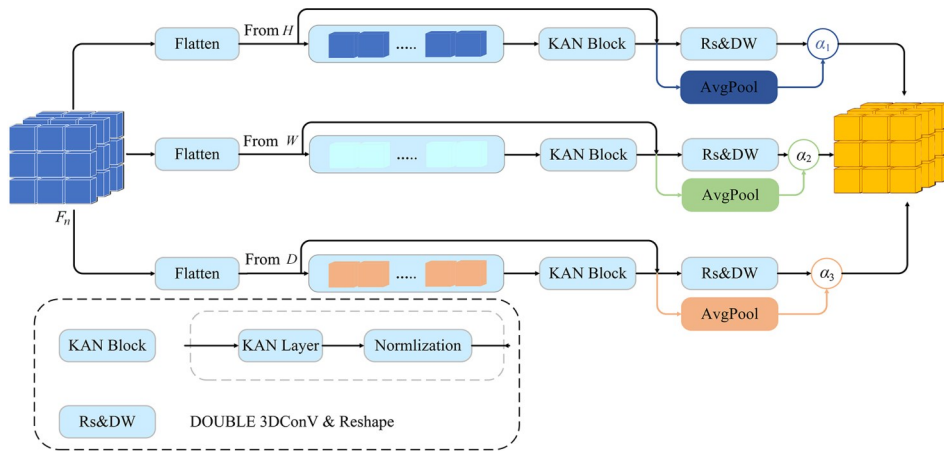 Flatten From H ..... KAN Block Rs&DW α₁
AvgPool
Flatten From W ..... KAN Block Rs&DW α₂
AvgPool
Fₙ
Flatten From D ..... KAN Block Rs&DW α₃
AvgPool
KAN Block KAN Layer Normlization
Rs&DW DOUBLE 3DConV & Reshape